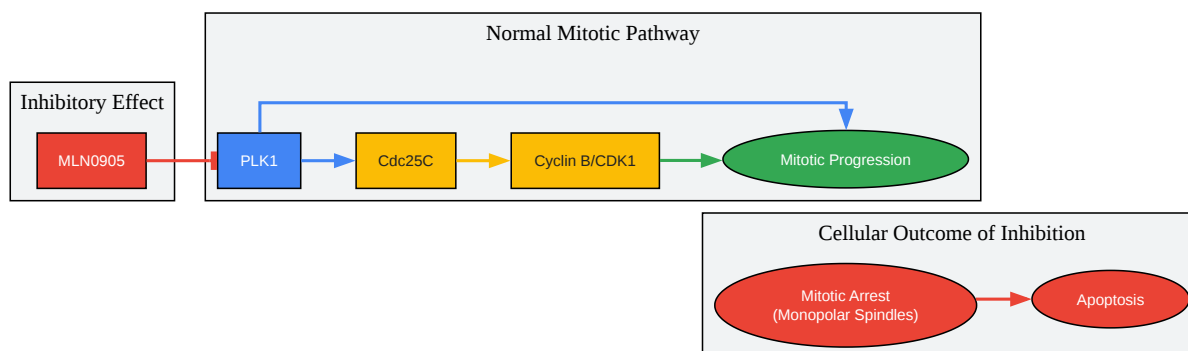 Normal Mitotic Pathway
Inhibitory Effect
MLN0905
PLK1
Cdc25C
Cyclin B/CDK1
Mitotic Progression
Cellular Outcome of Inhibition
Mitotic Arrest
(Monopolar Spindles)
Apoptosis